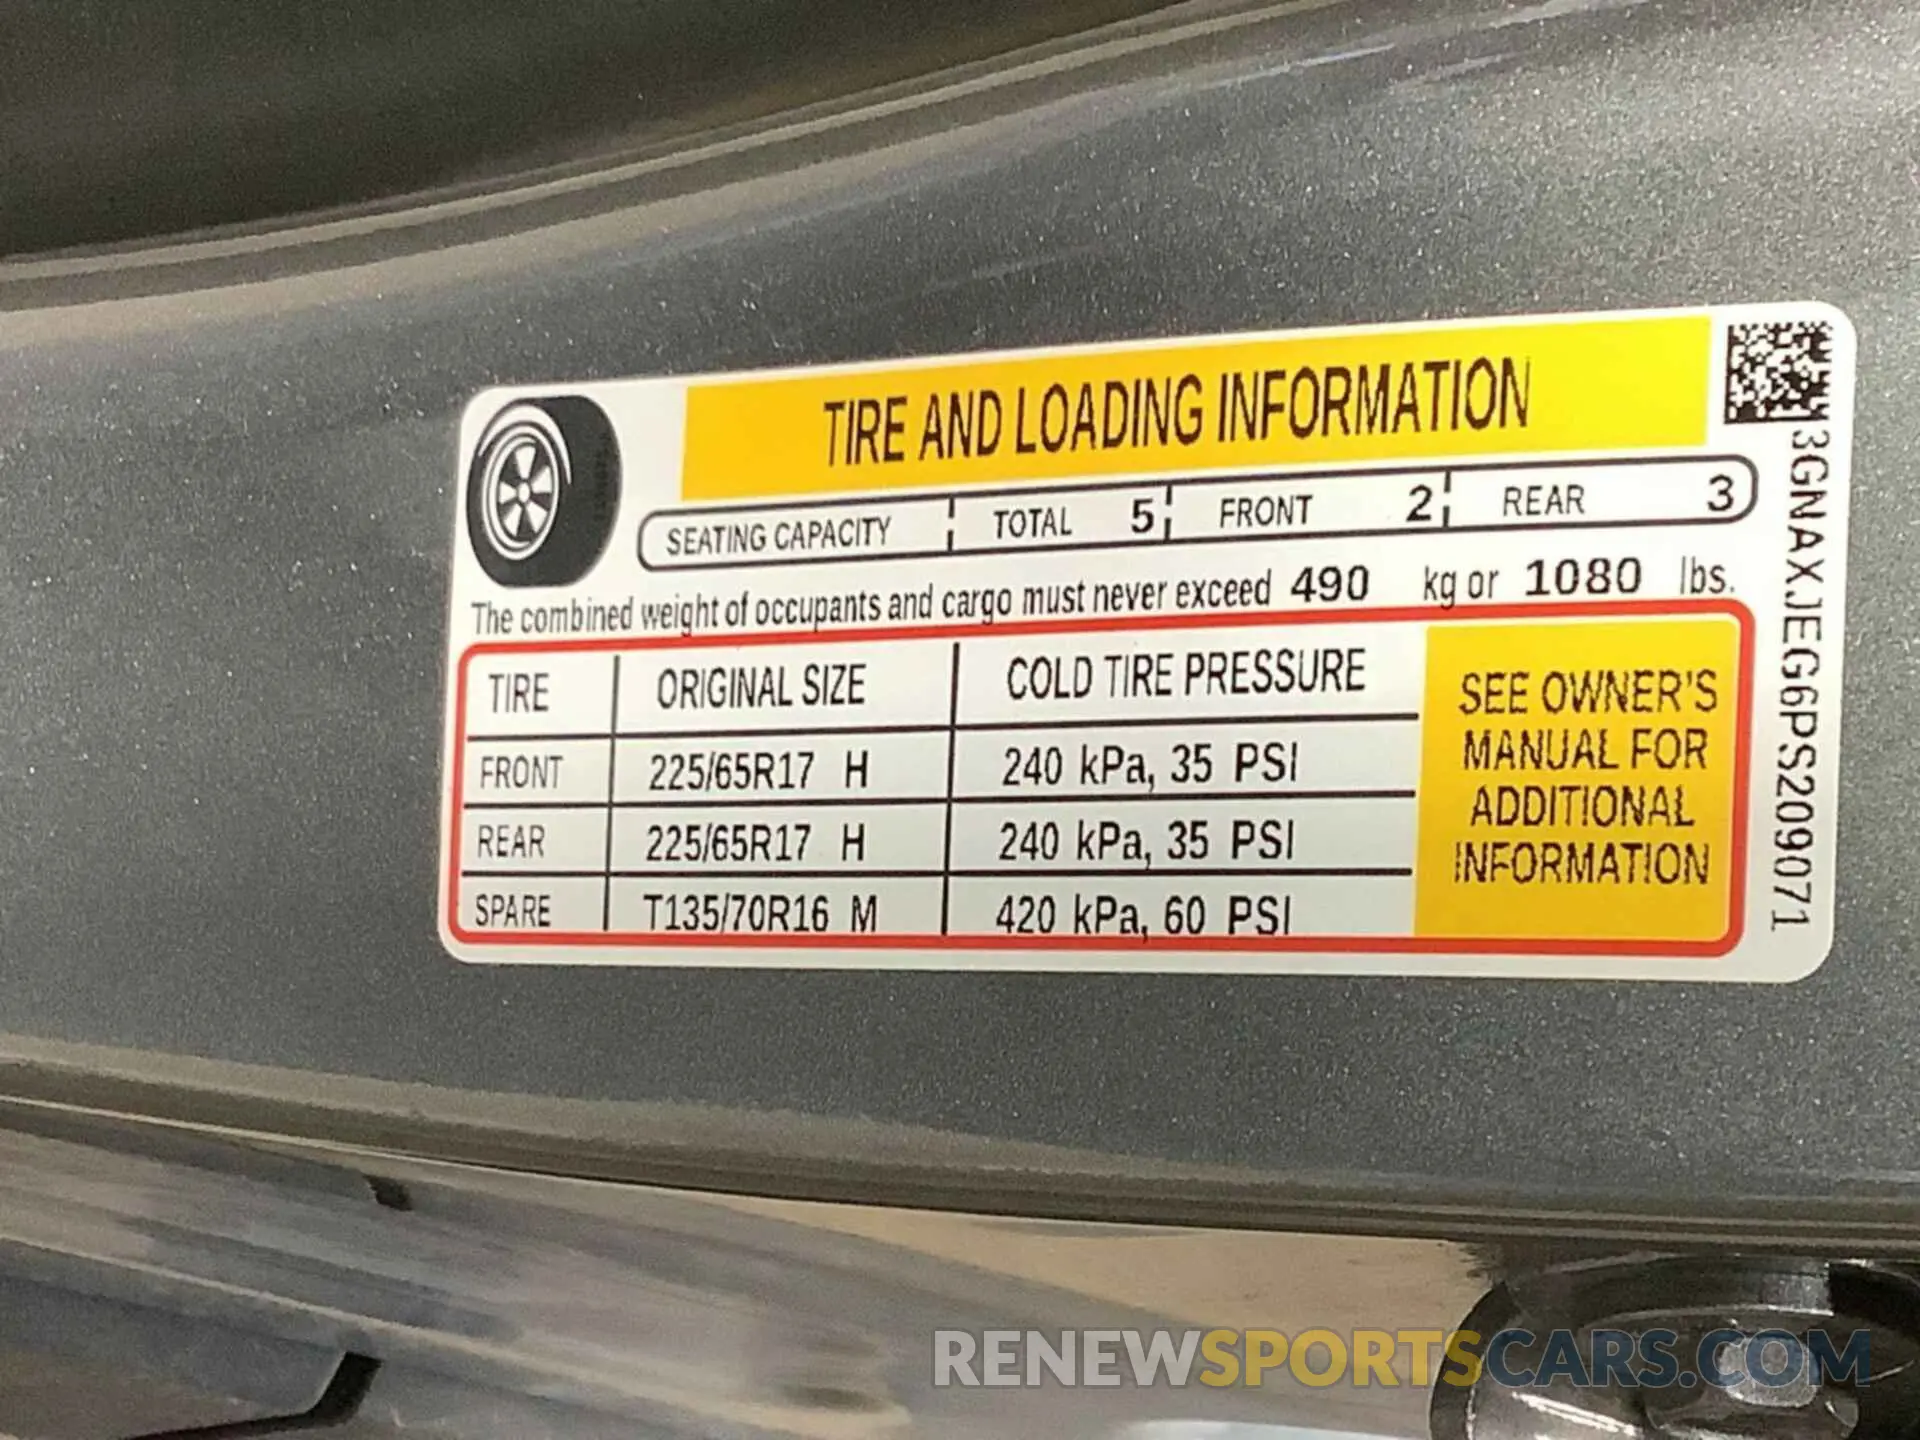 TIRE AND LOADING INFORMATION
SEATING CAPACITY TOTAL 5 FRONT 2 REAR 3
The combined weight of occupants and cargo must never exceed 490 kg or 1080 lbs.
TIRE ORIGINAL SIZE COLD TIRE PRESSURE
FRONT 225/65R17 H 240 kPa, 35 PSI
REAR 225/65R17 H 240 kPa, 35 PSI
SPARE T135/70R16 M 420 kPa, 60 PSI
SEE OWNER'S
MANUAL FOR
ADDITIONAL
INFORMATION
3GNAXJEG6PS209071
RENEWSPORTSCARS.COM